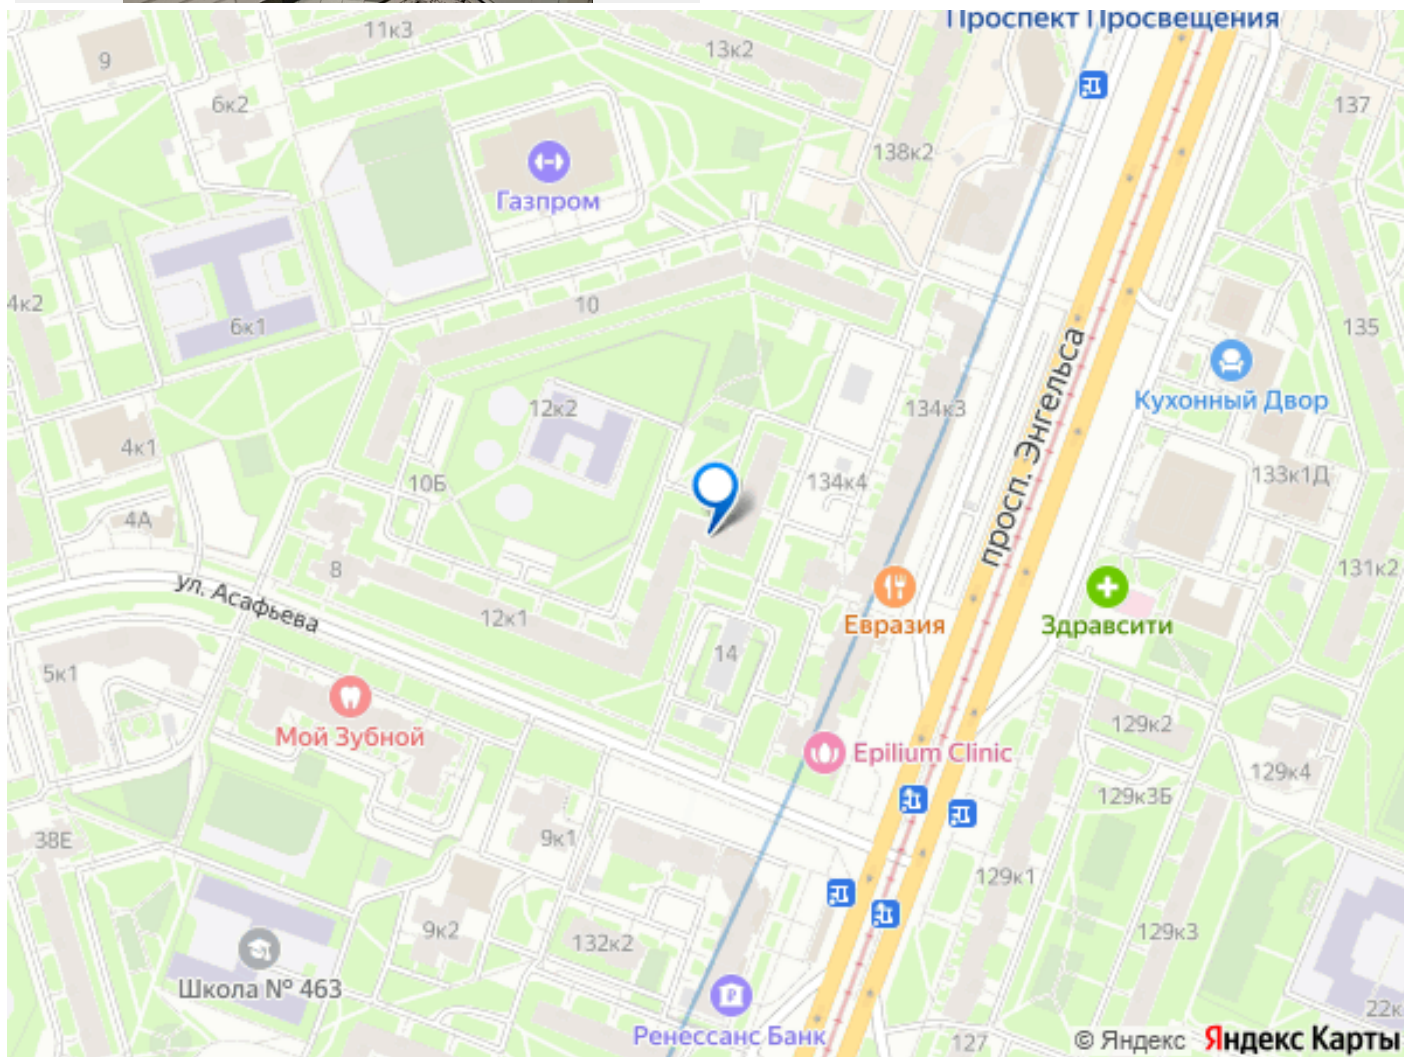 Проспект Просвещения
11к3
13к2
9
6к2
137
138к2
Газпром
4к2
10
6к1
135
просп. Энгельса
Кухонный Двор
12к2
134к3
4к1
10Б
134к4
133к1Д
4А
8
131к2
ул. Асафьева
Евразия
Здравсити
12к1
14
5к1
Мой Зубной
129к2
Epilium Clinic
129к4
129к3Б
38Е
9к1
129к1
9к2
132к2
129к3
Школа № 463
22к
Ренессанс Банк
127
© Яндекс Яндекс Карты